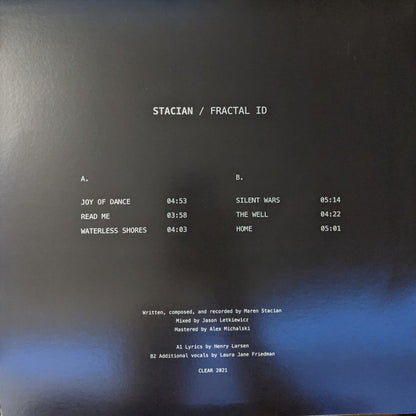 STACIAN / FRACTAL ID
A.
JOY OF DANCE 04:53
READ ME 03:58
WATERLESS SHORES 04:03
B.
SILENT WARS 05:14
THE WELL 04:22
HOME 05:01
Written, composed, and recorded by Maren Stacian
Mixed by Jason Letkiewicz
Mastered by Alex Michalski
A1 Lyrics by Henry Larsen
B2 Additional vocals by Laura Jane Friedman
CLEAR 2021